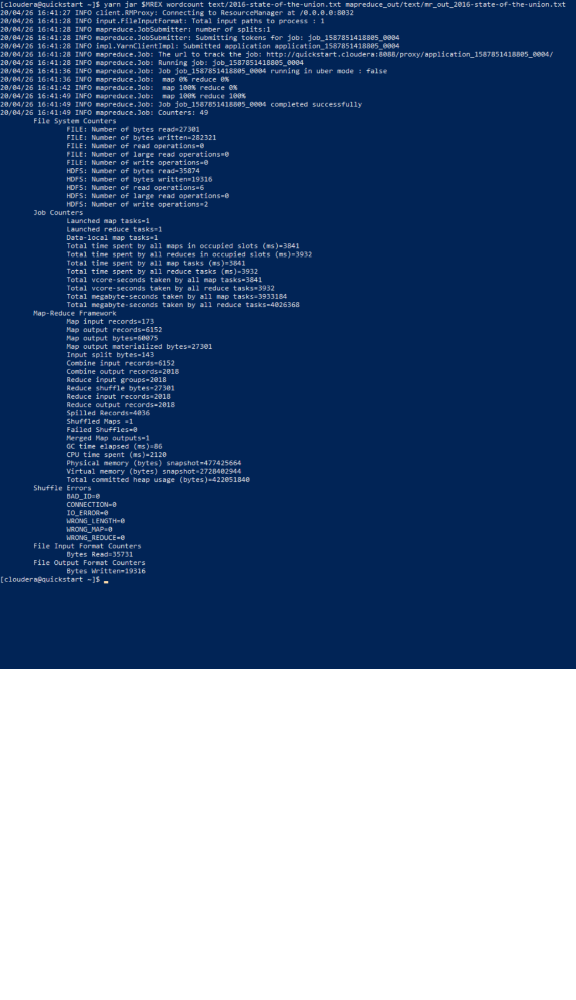 [cloudera@quickstart ~]$ yarn jar $MREX wordcount text/2016-state-of-the-union.txt mapreduce_out/text/mr_out_2016-state-of-the-union.txt
20/04/26 16:41:27 INFO client.RMProxy: Connecting to ResourceManager at /0.0.0.0:8032
20/04/26 16:41:28 INFO input.FileInputFormat: Total input paths to process : 1
20/04/26 16:41:28 INFO mapreduce.JobSubmitter: number of splits:1
20/04/26 16:41:28 INFO mapreduce.JobSubmitter: Submitting tokens for job: job_1587851418805_0004
20/04/26 16:41:28 INFO impl.YarnClientImpl: Submitted application application_1587851418805_0004
20/04/26 16:41:28 INFO mapreduce.Job: The url to track the job: http://quickstart.cloudera:8088/proxy/application_1587851418805_0004/
20/04/26 16:41:28 INFO mapreduce.Job: Running job: job_1587851418805_0004
20/04/26 16:41:36 INFO mapreduce.Job: Job job_1587851418805_0004 running in uber mode : false
20/04/26 16:41:36 INFO mapreduce.Job:  map 0% reduce 0%
20/04/26 16:41:42 INFO mapreduce.Job:  map 100% reduce 0%
20/04/26 16:41:49 INFO mapreduce.Job:  map 100% reduce 100%
20/04/26 16:41:49 INFO mapreduce.Job: Job job_1587851418805_0004 completed successfully
20/04/26 16:41:49 INFO mapreduce.Job: Counters: 49
File System Counters
FILE: Number of bytes read=27301
FILE: Number of bytes written=282321
FILE: Number of read operations=0
FILE: Number of large read operations=0
FILE: Number of write operations=0
HDFS: Number of bytes read=35874
HDFS: Number of bytes written=19316
HDFS: Number of read operations=6
HDFS: Number of large read operations=0
HDFS: Number of write operations=2
Job Counters
Launched map tasks=1
Launched reduce tasks=1
Data-local map tasks=1
Total time spent by all maps in occupied slots (ms)=3841
Total time spent by all reduces in occupied slots (ms)=3932
Total time spent by all map tasks (ms)=3841
Total time spent by all reduce tasks (ms)=3932
Total vcore-seconds taken by all map tasks=3841
Total vcore-seconds taken by all reduce tasks=3932
Total megabyte-seconds taken by all map tasks=3933184
Total megabyte-seconds taken by all reduce tasks=4026368
Map-Reduce Framework
Map input records=173
Map output records=6152
Map output bytes=60075
Map output materialized bytes=27301
Input split bytes=143
Combine input records=6152
Combine output records=2018
Reduce input groups=2018
Reduce shuffle bytes=27301
Reduce input records=2018
Reduce output records=2018
Spilled Records=4036
Shuffled Maps =1
Failed Shuffles=0
Merged Map outputs=1
GC time elapsed (ms)=86
CPU time spent (ms)=2120
Physical memory (bytes) snapshot=477425664
Virtual memory (bytes) snapshot=2728402944
Total committed heap usage (bytes)=422051840
Shuffle Errors
BAD_ID=0
CONNECTION=0
IO_ERROR=0
WRONG_LENGTH=0
WRONG_MAP=0
WRONG_REDUCE=0
File Input Format Counters
Bytes Read=35731
File Output Format Counters
Bytes Written=19316
[cloudera@quickstart ~]$